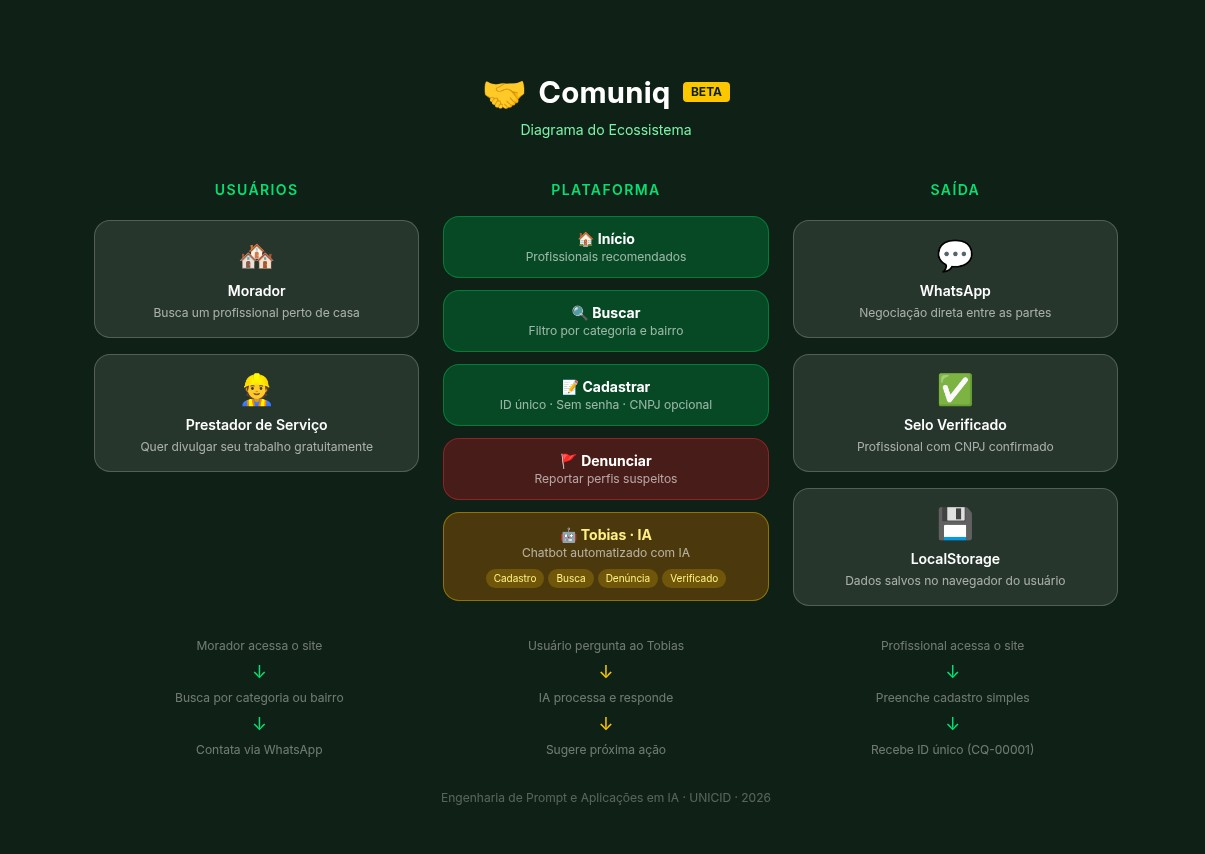 Comuniq BETA
Diagrama do Ecossistema
USUÁRIOS
Morador
Busca um profissional perto de casa
Prestador de Serviço
Quer divulgar seu trabalho gratuitamente
PLATAFORMA
Início
Profissionais recomendados
Buscar
Filtro por categoria e bairro
Cadastrar
ID único · Sem senha · CNPJ opcional
Denunciar
Reportar perfis suspeitos
Tobias · IA
Chatbot automatizado com IA
Cadastro Busca Denúncia Verificado
SAÍDA
WhatsApp
Negociação direta entre as partes
Selo Verificado
Profissional com CNPJ confirmado
LocalStorage
Dados salvos no navegador do usuário
Morador acessa o site
↓
Busca por categoria ou bairro
↓
Contata via WhatsApp
Usuário pergunta ao Tobias
↓
IA processa e responde
↓
Sugere próxima ação
Profissional acessa o site
↓
Preenche cadastro simples
↓
Recebe ID único (CQ-00001)
Engenharia de Prompt e Aplicações em IA · UNICID · 2026